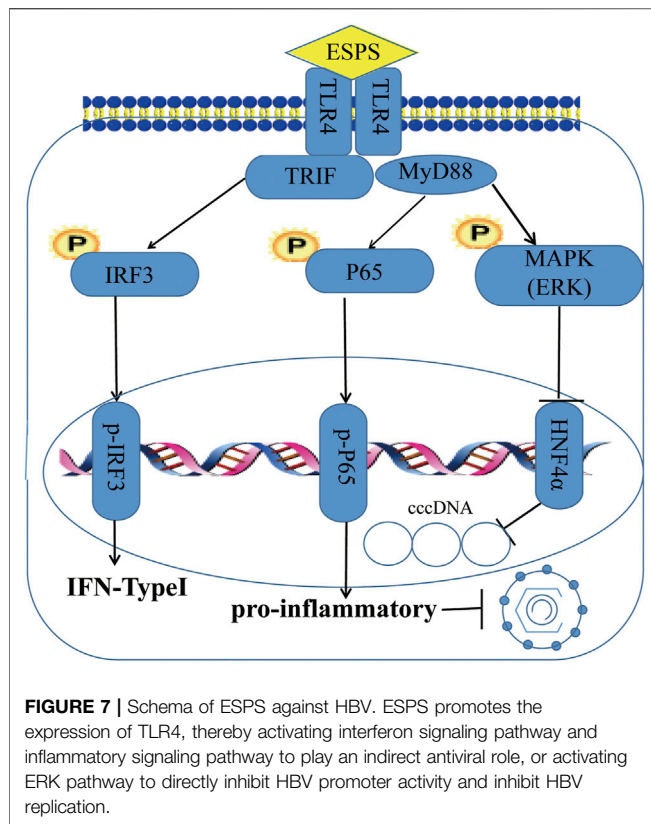 ESPS
TLR4
TLR4
TRIF
MyD88
P
IRF3
P
P65
P
MAPK
(ERK)
p-IRF3
p-P65
HNF4α
cccDNA
IFN-TypeI
pro-inflammatory
FIGURE 7 | Schema of ESPS against HBV. ESPS promotes the
expression of TLR4, thereby activating interferon signaling pathway and
inflammatory signaling pathway to play an indirect antiviral role, or activating
ERK pathway to directly inhibit HBV promoter activity and inhibit HBV
replication.